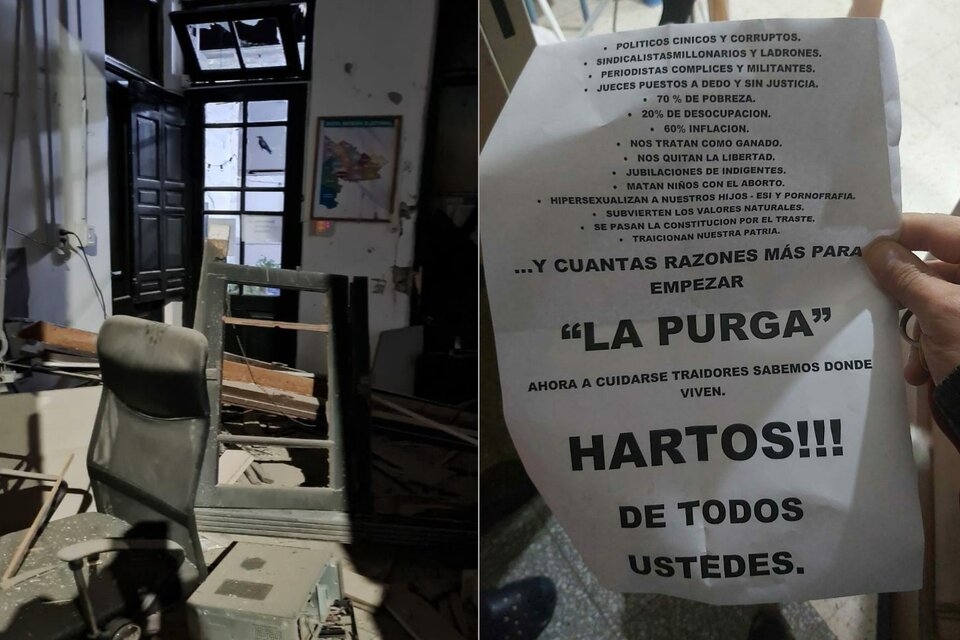 POLITICOS CINICOS Y CORRUPTOS.
SINDICALISTASMILLONARIOS Y LADRONES.
PERIODISTAS COMPLICES Y MILITANTES.
JUECES PUESTOS A DEDO Y SIN JUSTICIA.
70 % DE POBREZA.
20% DE DESOCUPACION.
60% INFLACION.
NOS TRATAN COMO GANADO.
NOS QUITAN LA LIBERTAD.
JUBILACIONES DE INDIGENTES.
MATAN NIÑOS CON EL ABORTO.
HIPERSEXUALIZAN A NUESTROS HIJOS - ESI Y PORNOFRAFIA.
SUBVIERTEN LOS VALORES NATURALES.
SE PASAN LA CONSTITUCION POR EL TRASTE.
TRAICIONAN NUESTRA PATRIA.
...Y CUANTAS RAZONES MÁS PARA
EMPEZAR
“LA PURGA”
AHORA A CUIDARSE TRAIDORES SABEMOS DONDE
VIVEN.
HARTOS!!!
DE TODOS
USTEDES.